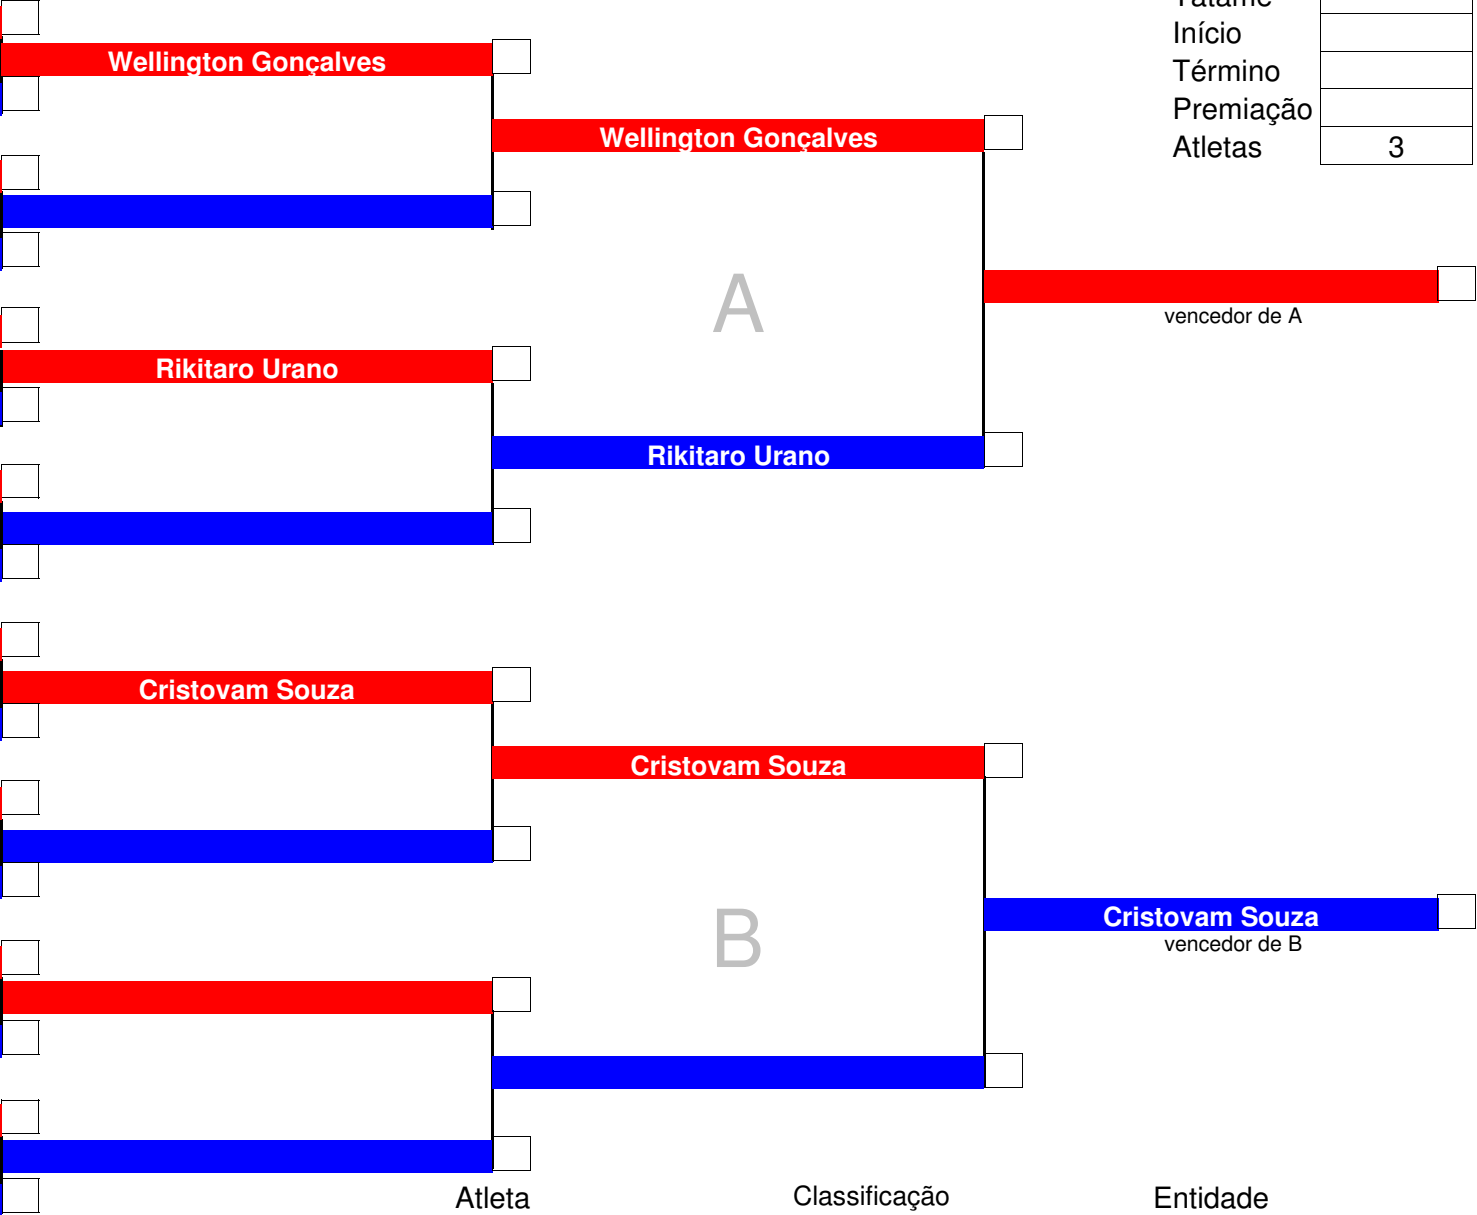 Tatame
Início
Wellington Gonçalves
Término
Premiação
Wellington Gonçalves
Atletas 3
A
vencedor de A
Rikitaro Urano
Rikitaro Urano
Cristovam Souza
Cristovam Souza
B
Cristovam Souza
vencedor de B
Atleta Classificação Entidade